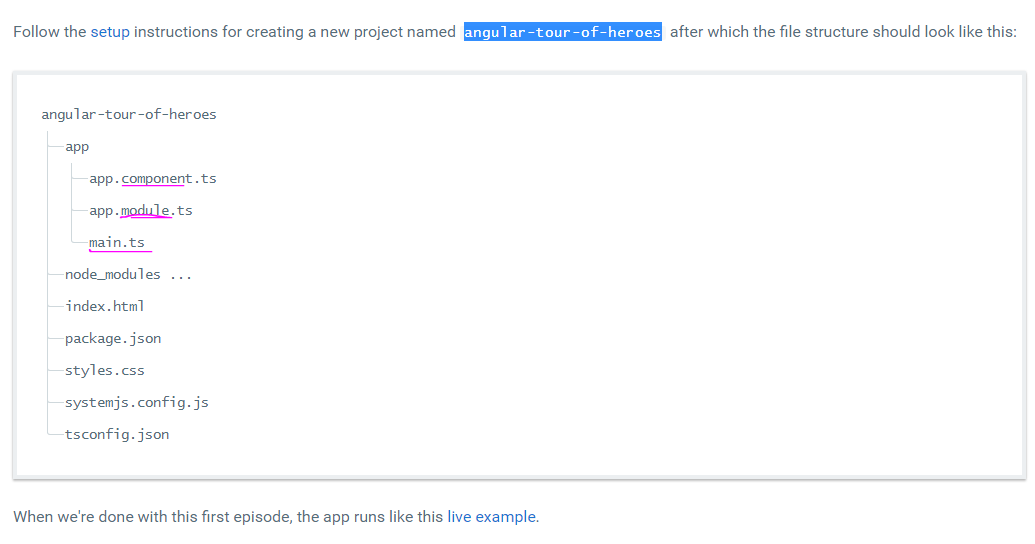 Follow the setup instructions for creating a new project named angular-tour-of-heroes after which the file structure should look like this:
angular-tour-of-heroes
app
app.component.ts
app.module.ts
main.ts
node_modules ...
index.html
package.json
styles.css
systemjs.config.js
tsconfig.json
When we're done with this first episode, the app runs like this live example.